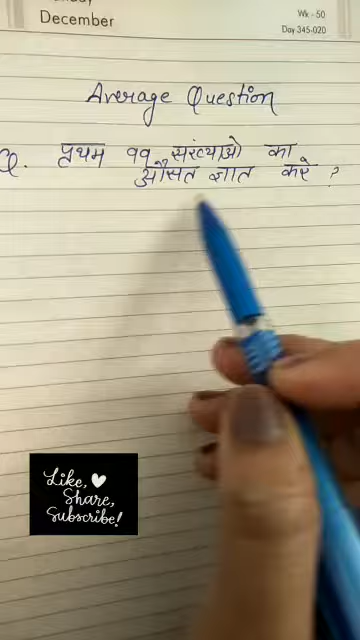 December
Wk - 50
Day 345-020
Average Question
Q. प्रथम 99 संख्याओ का
औसत ज्ञात करे ?
Like,
Share,
Subscribe!